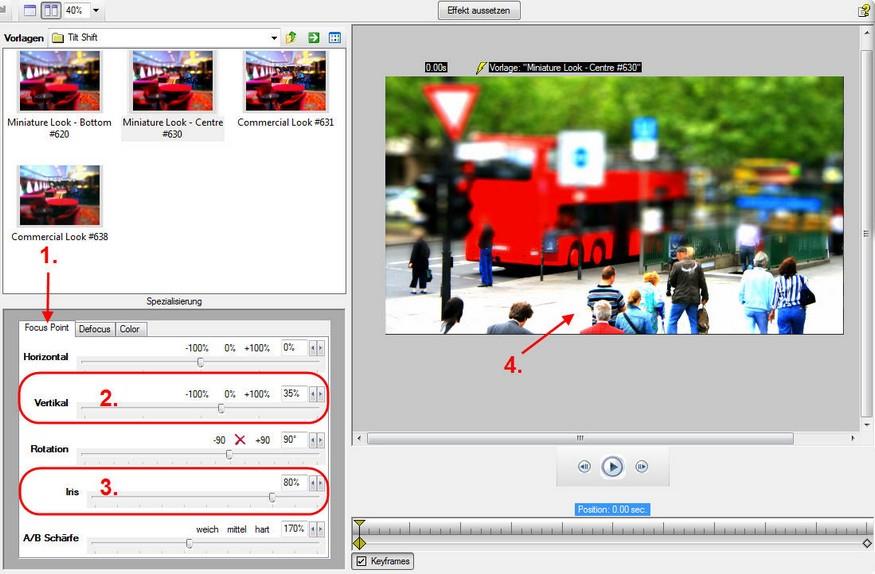 40%
Effekt aussetzen
Vorlagen
Tilt Shift
Miniature Look - Bottom
#620
Miniature Look - Centre
#630
Commercial Look #631
Commercial Look #638
1.
Spezialisierung
Focus Point
Defocus
Color
Horizontal
-100% 0% +100%
0%
Vertikal
2.
-100% 0% +100%
35%
Rotation
-90
+90
90°
Iris
3.
80%
A/B Schärfe
weich mittel hart
170%
0.00s
Vorlage: "Miniature Look - Centre #630"
4.
Position: 0.00 sec.
Keyframes